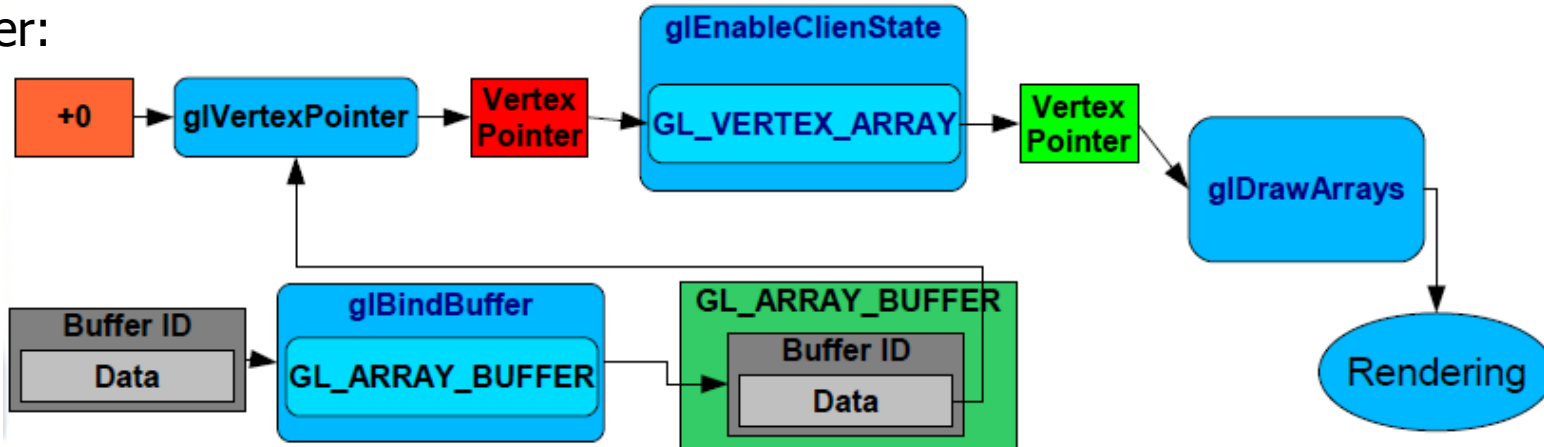 er:
glEnableClienState
+0
glVertexPointer
Vertex
Pointer
GL_VERTEX_ARRAY
Vertex
Pointer
glDrawArrays
Buffer ID
Data
glBindBuffer
GL_ARRAY_BUFFER
GL_ARRAY_BUFFER
Buffer ID
Data
Rendering